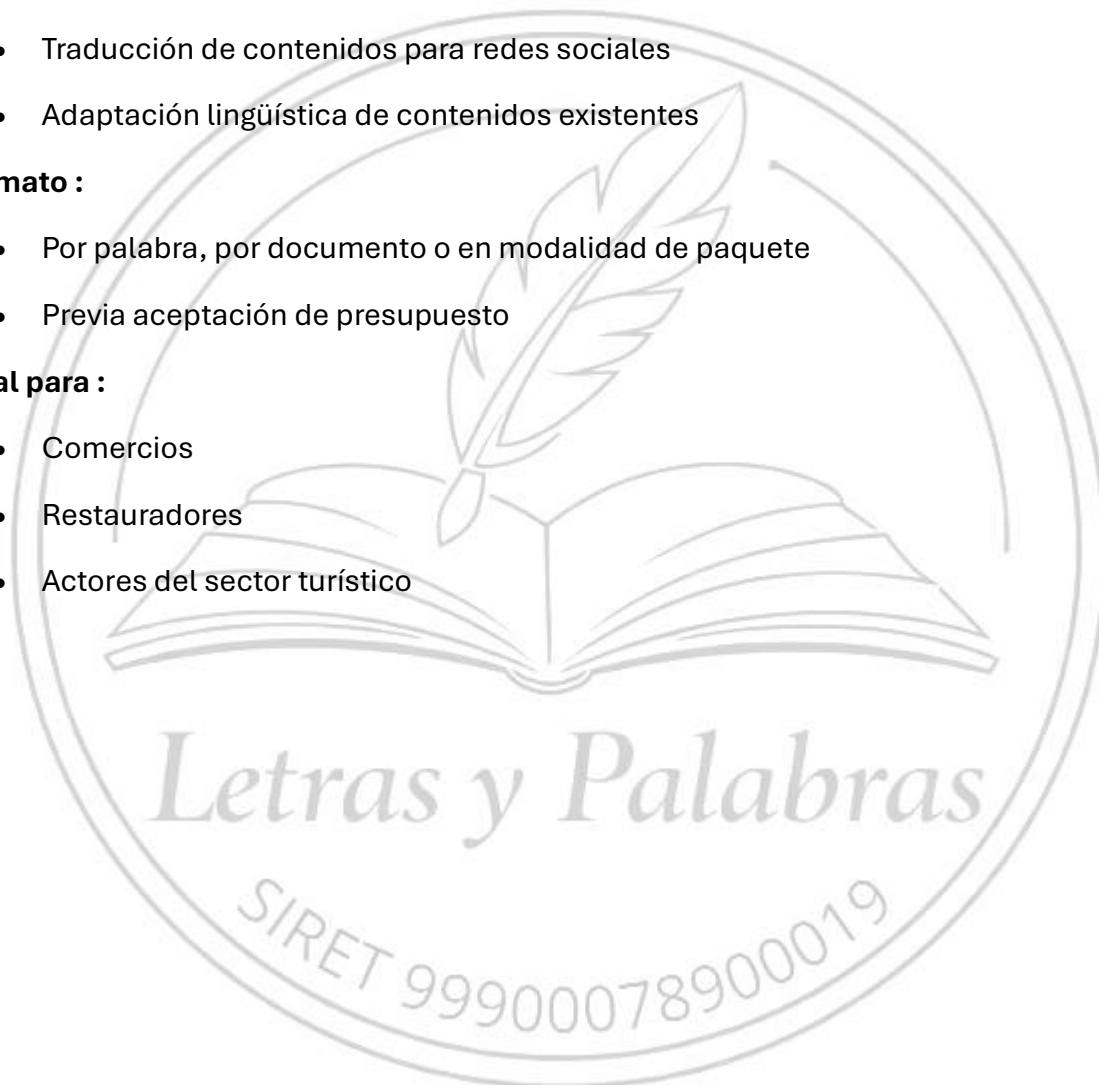 • Traducción de contenidos para redes sociales
• Adaptación lingüística de contenidos existentes
mato :
• Por palabra, por documento o en modalidad de paquete
• Previa aceptación de presupuesto
al para :
• Comercios
• Restauradores
• Actores del sector turístico
Letras y Palabras
SIRET 99900078900019